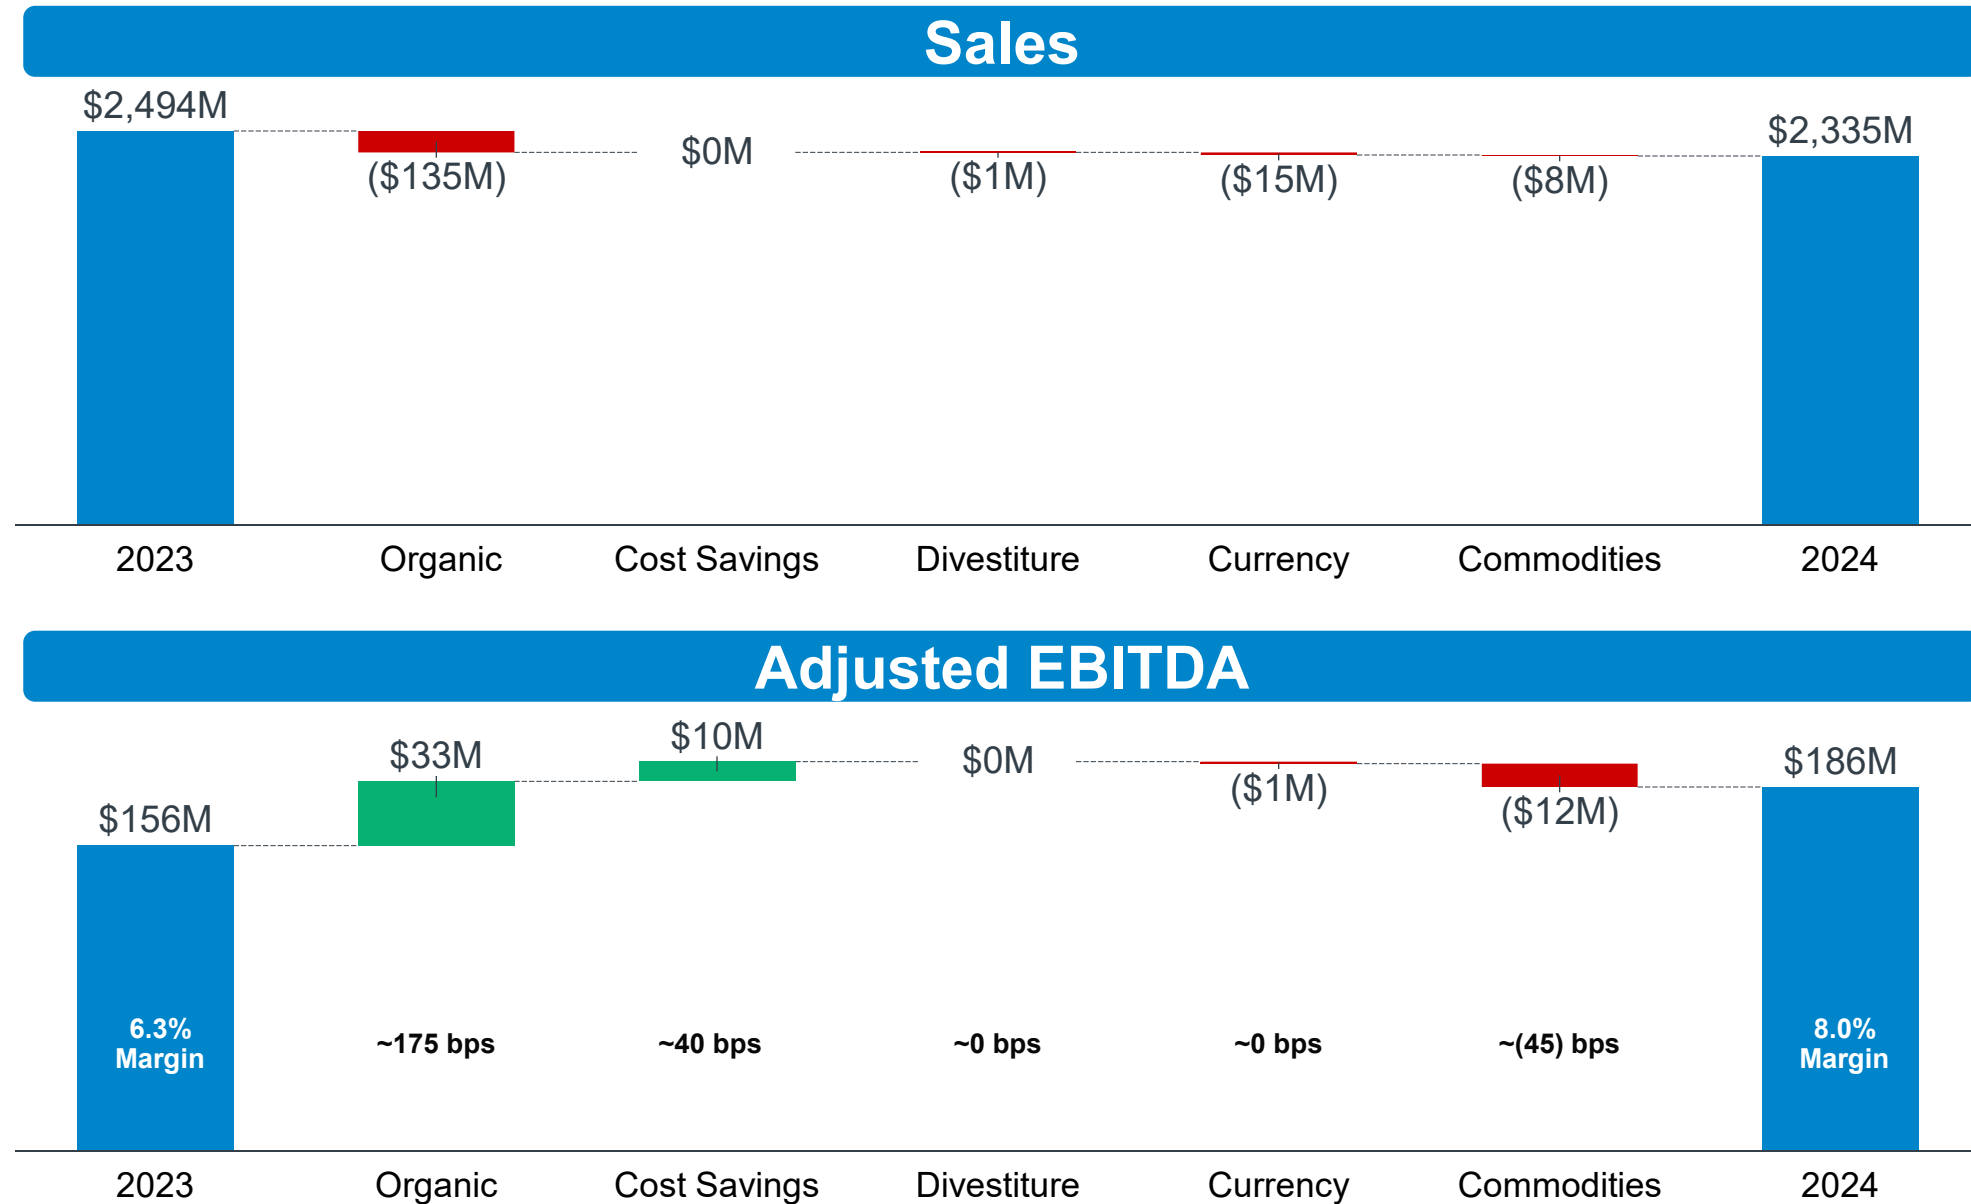 Sales
$2,494M
($135M)
$0M
($1M)
($15M)
($8M)
$2,335M
2023
Organic
Cost Savings
Divestiture
Currency
Commodities
2024
Adjusted EBITDA
$156M
$33M
$10M
$0M
($1M)
($12M)
$186M
6.3%
Margin
~175 bps
~40 bps
~0 bps
~0 bps
~(45) bps
8.0%
Margin
2023
Organic
Cost Savings
Divestiture
Currency
Commodities
2024